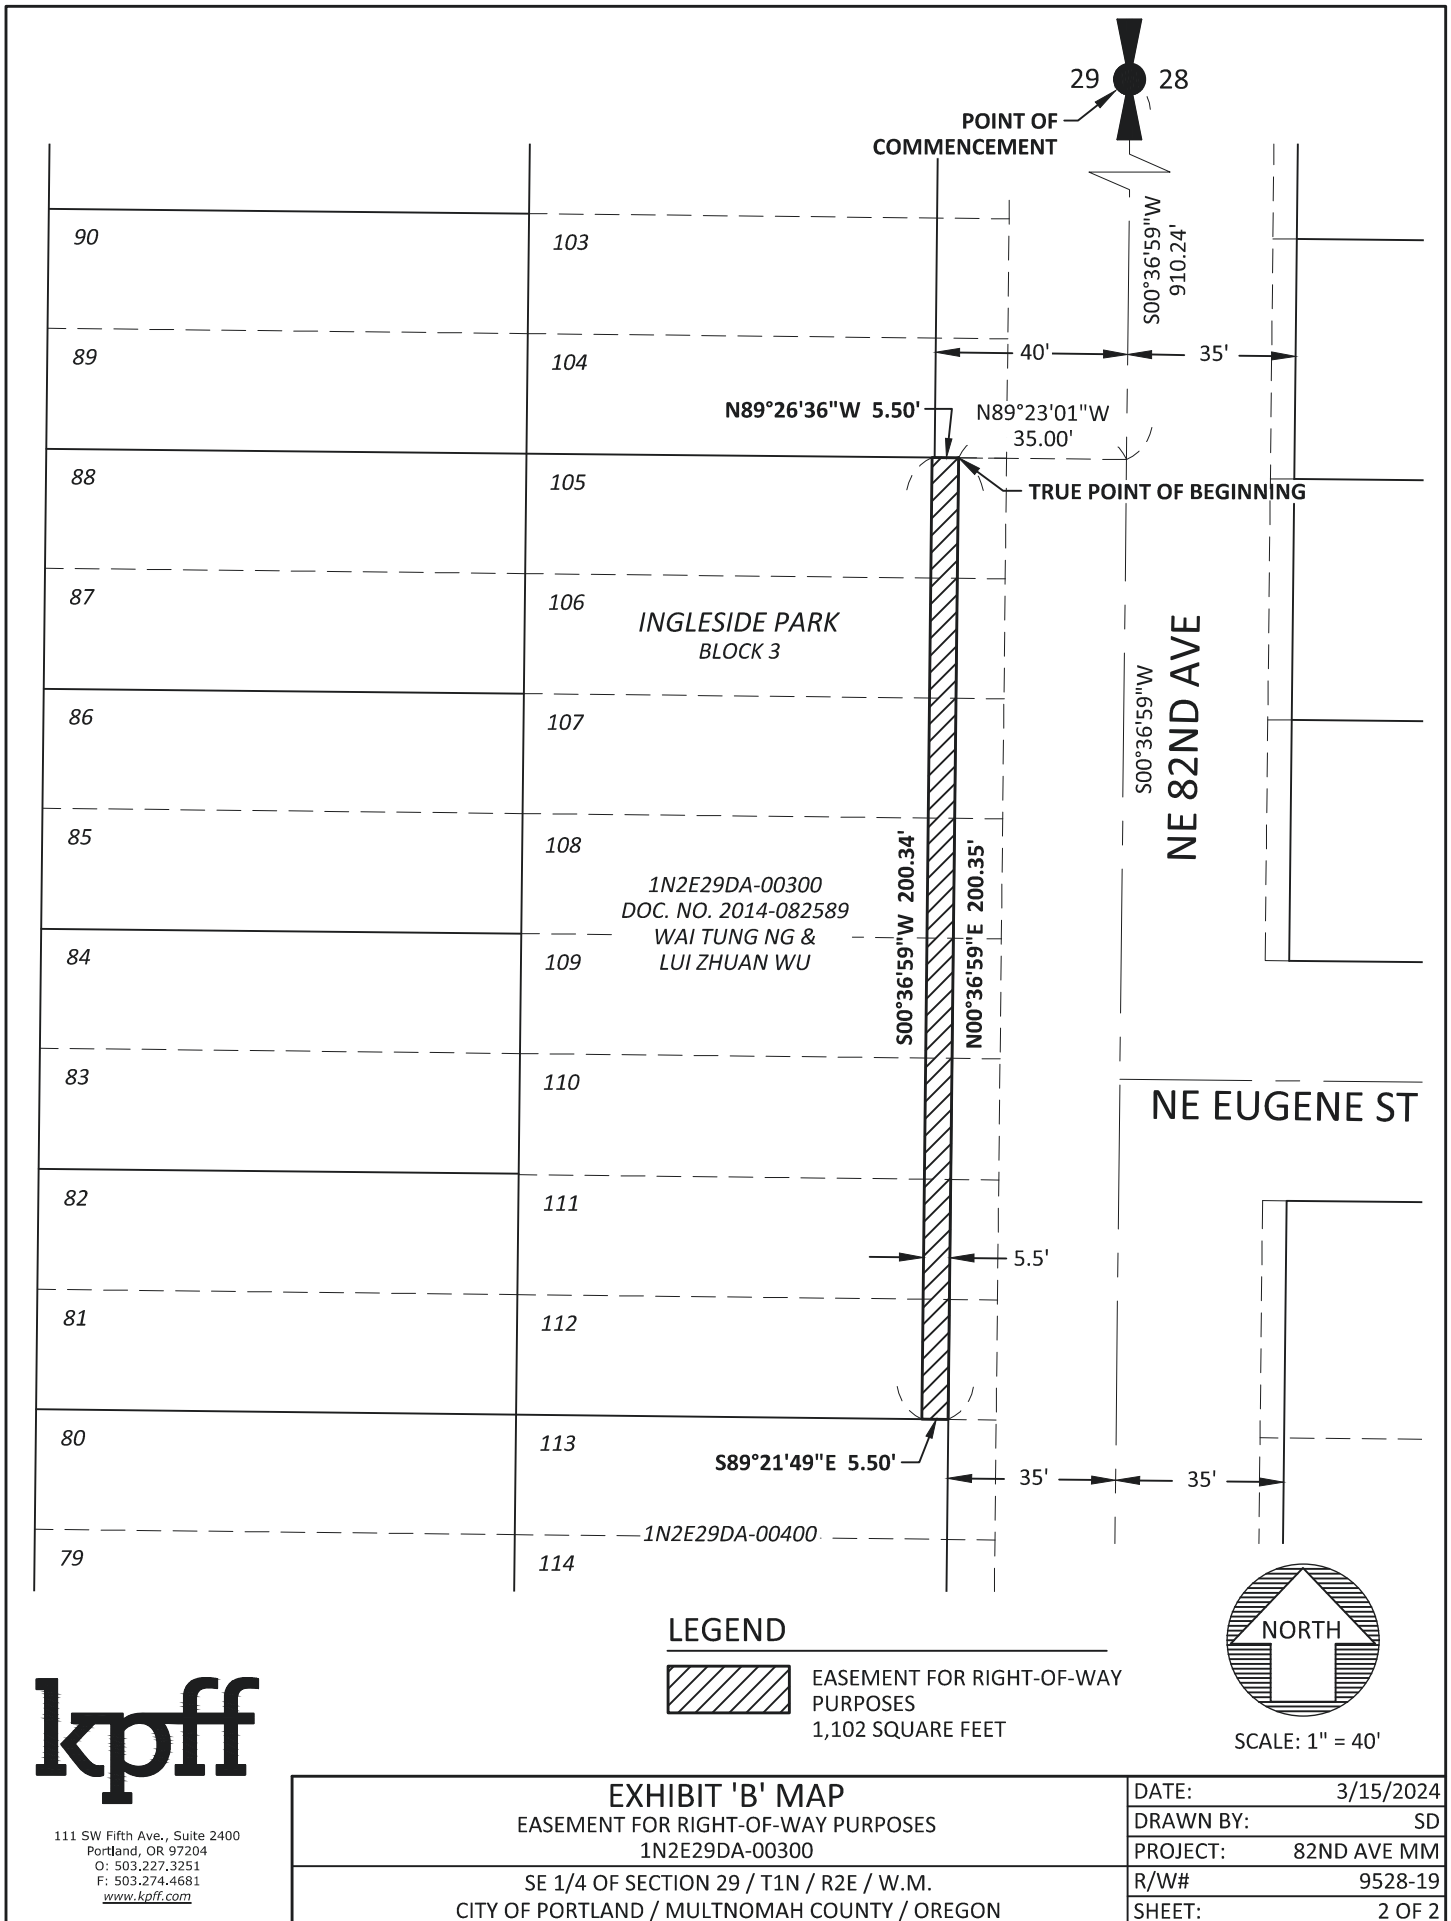 29 28
POINT OF
COMMENCEMENT
S00°36'59"W
910.24'
90 103
89 104
40' 35'
N89°26'36"W 5.50'
N89°23'01"W
35.00'
88 105
TRUE POINT OF BEGINNING
87 106
INGLESIDE PARK
BLOCK 3
86 107
S00°36'59"W
NE 82ND AVE
85 108
S00°36'59"W 200.34'
N00°36'59"E 200.35'
1N2E29DA-00300
DOC. NO. 2014-082589
WAI TUNG NG &
LUI ZHUAN WU
84 109
83 110
NE EUGENE ST
82 111
5.5'
81 112
80 113
S89°21'49"E 5.50'
35' 35'
1N2E29DA-00400
79 114
LEGEND
EASEMENT FOR RIGHT-OF-WAY
PURPOSES
1,102 SQUARE FEET
NORTH
SCALE: 1" = 40'
kpff
111 SW Fifth Ave., Suite 2400
Portland, OR 97204
O: 503.227.3251
F: 503.274.4681
www.kpff.com
EXHIBIT 'B' MAP
EASEMENT FOR RIGHT-OF-WAY PURPOSES
1N2E29DA-00300
SE 1/4 OF SECTION 29 / T1N / R2E / W.M.
CITY OF PORTLAND / MULTNOMAH COUNTY / OREGON
DATE: 3/15/2024
DRAWN BY: SD
PROJECT: 82ND AVE MM
R/W# 9528-19
SHEET: 2 OF 2